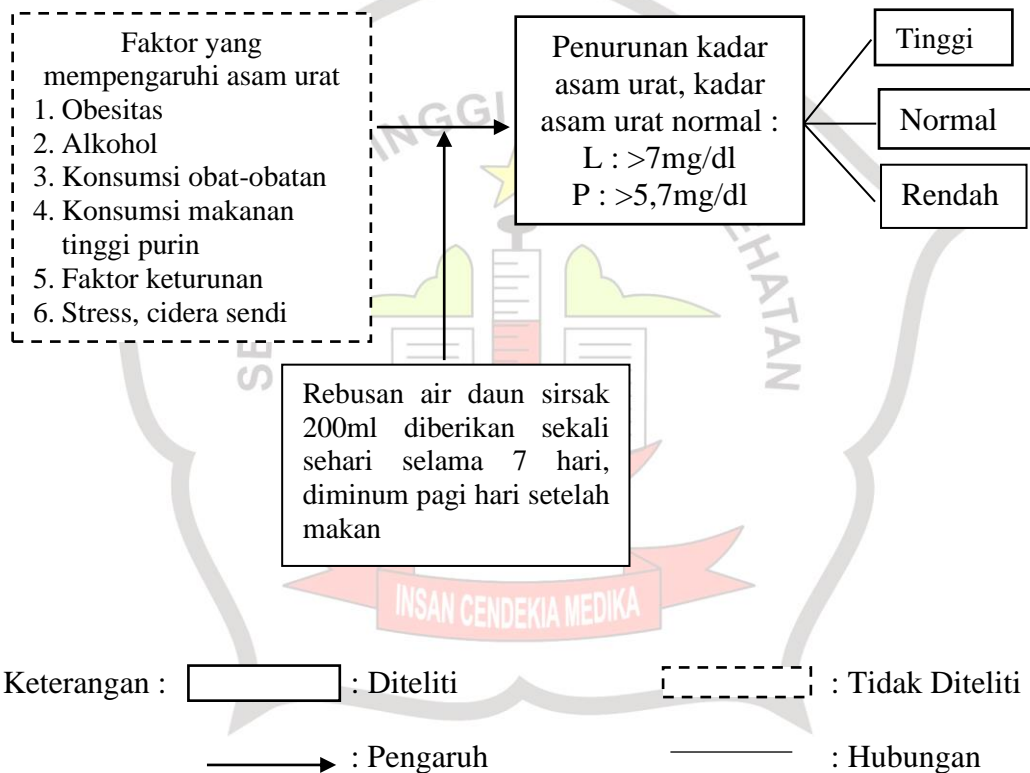 Faktor yang
mempengaruhi asam urat
1. Obesitas
2. Alkohol
3. Konsumsi obat-obatan
4. Konsumsi makanan
tinggi purin
5. Faktor keturunan
6. Stress, cidera sendi
Penurunan kadar
asam urat, kadar
asam urat normal :
L : >7mg/dl
P : >5,7mg/dl
Tinggi
Normal
Rendah
Rebusan air daun sirsak
200ml diberikan sekali
sehari selama 7 hari,
diminum pagi hari setelah
makan
INSAN CENDEKIA MEDIKA
Keterangan :
: Diteliti
: Tidak Diteliti
: Pengaruh
: Hubungan